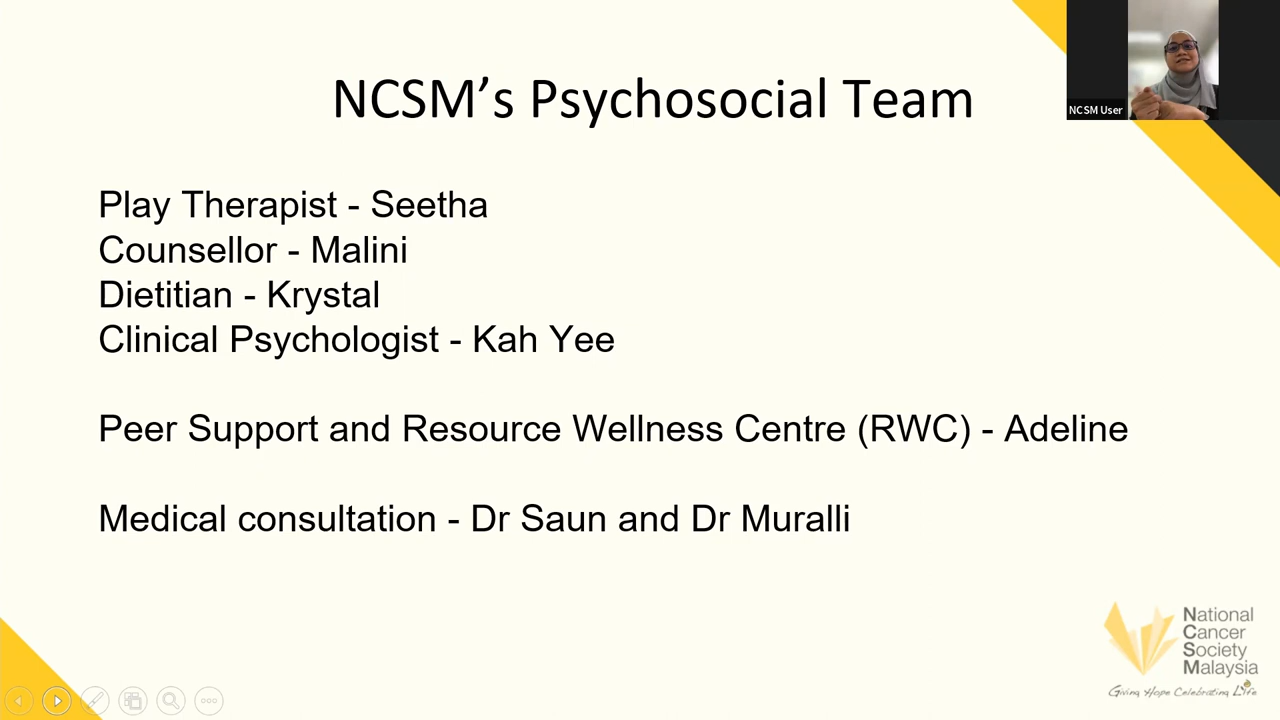 NCSM’s Psychosocial Team
NCSM User
Play Therapist - Seetha
Counsellor - Malini
Dietitian - Krystal
Clinical Psychologist - Kah Yee
Peer Support and Resource Wellness Centre (RWC) - Adeline
Medical consultation - Dr Saun and Dr Muralli
National
Cancer
Society
Malaysia
Giving Hope Celebrating Life